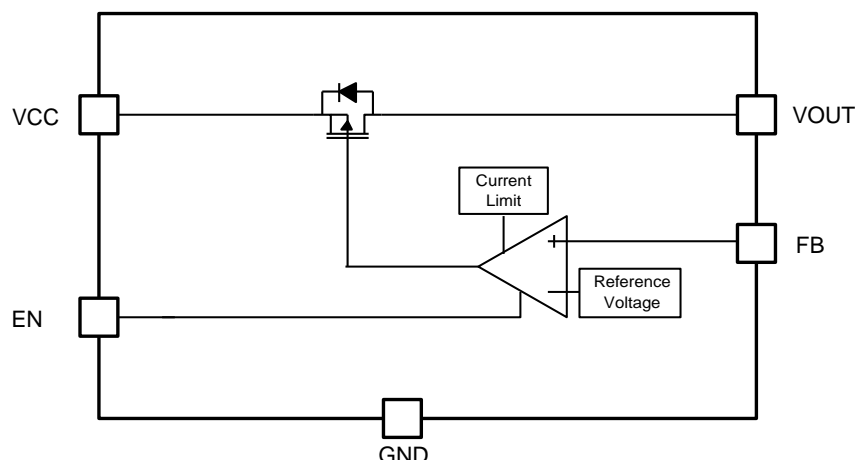 VCC
VOUT
Current
Limit
+
FB
−
Reference
Voltage
EN
GND